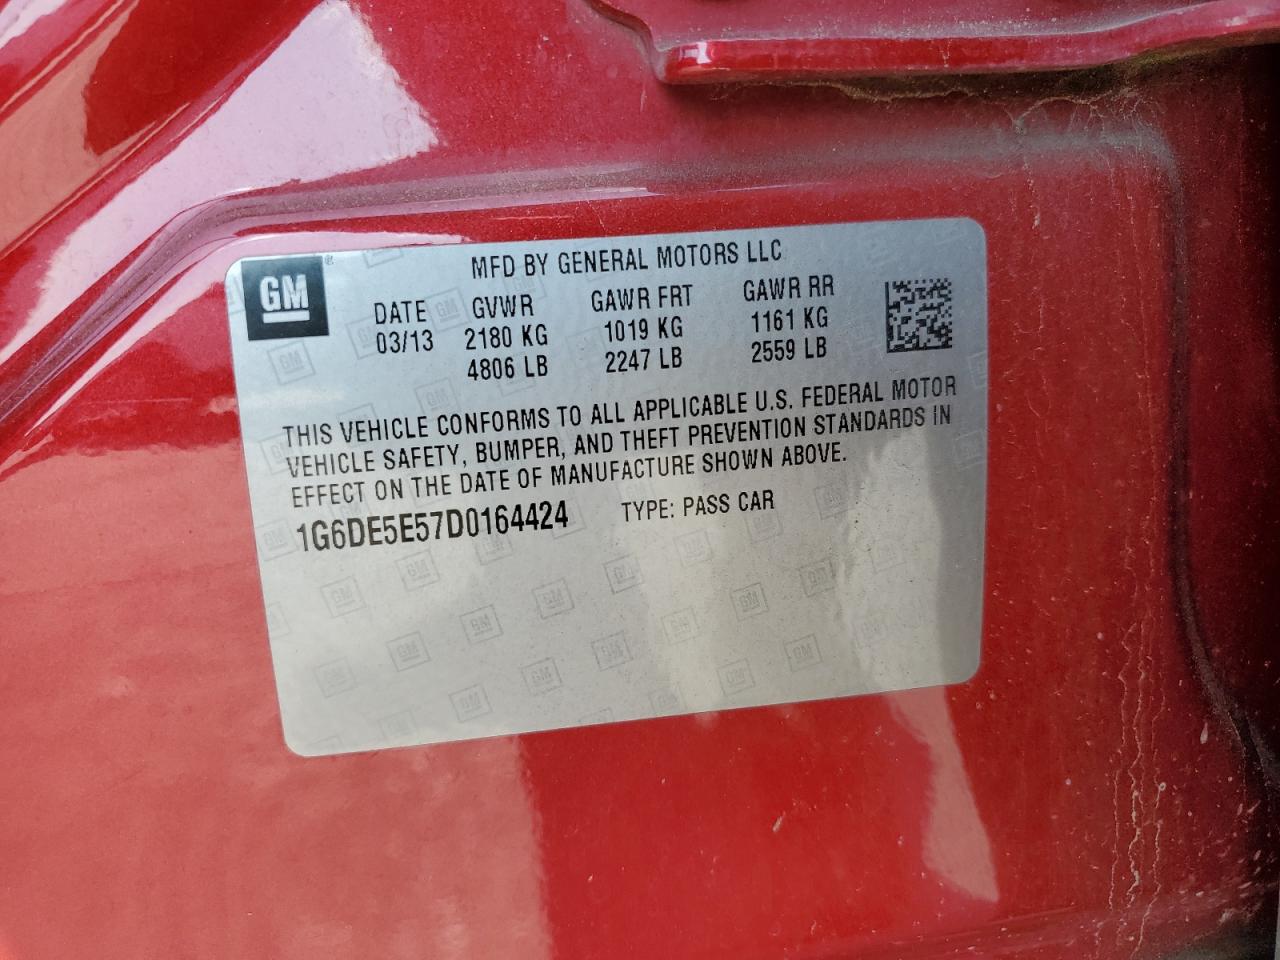 GM
MFD BY GENERAL MOTORS LLC
DATE GVWR GAWR FRT GAWR RR
03/13 2180 KG 1019 KG 1161 KG
4806 LB 2247 LB 2559 LB
THIS VEHICLE CONFORMS TO ALL APPLICABLE U.S. FEDERAL MOTOR
VEHICLE SAFETY, BUMPER, AND THEFT PREVENTION STANDARDS IN
EFFECT ON THE DATE OF MANUFACTURE SHOWN ABOVE.
1G6DE5E57D0164424 TYPE: PASS CAR